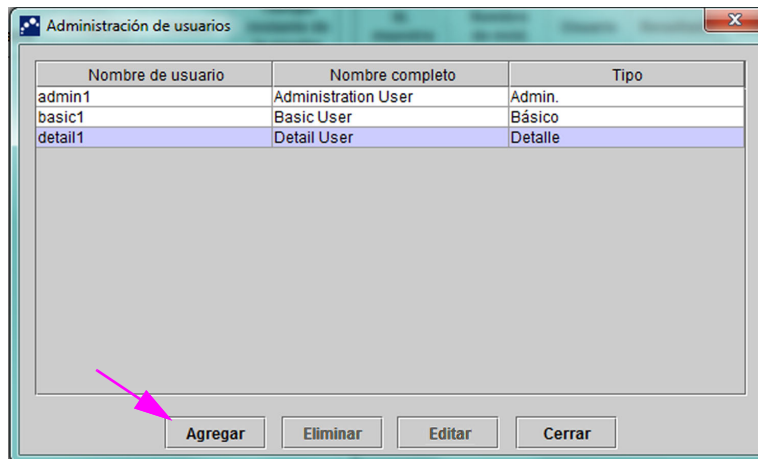 Administración de usuarios
Nombre de usuario Nombre completo Tipo
admin1 Administration User Admin.
basic1 Basic User Básico
detail1 Detail User Detalle
Agregar Eliminar Editar Cerrar